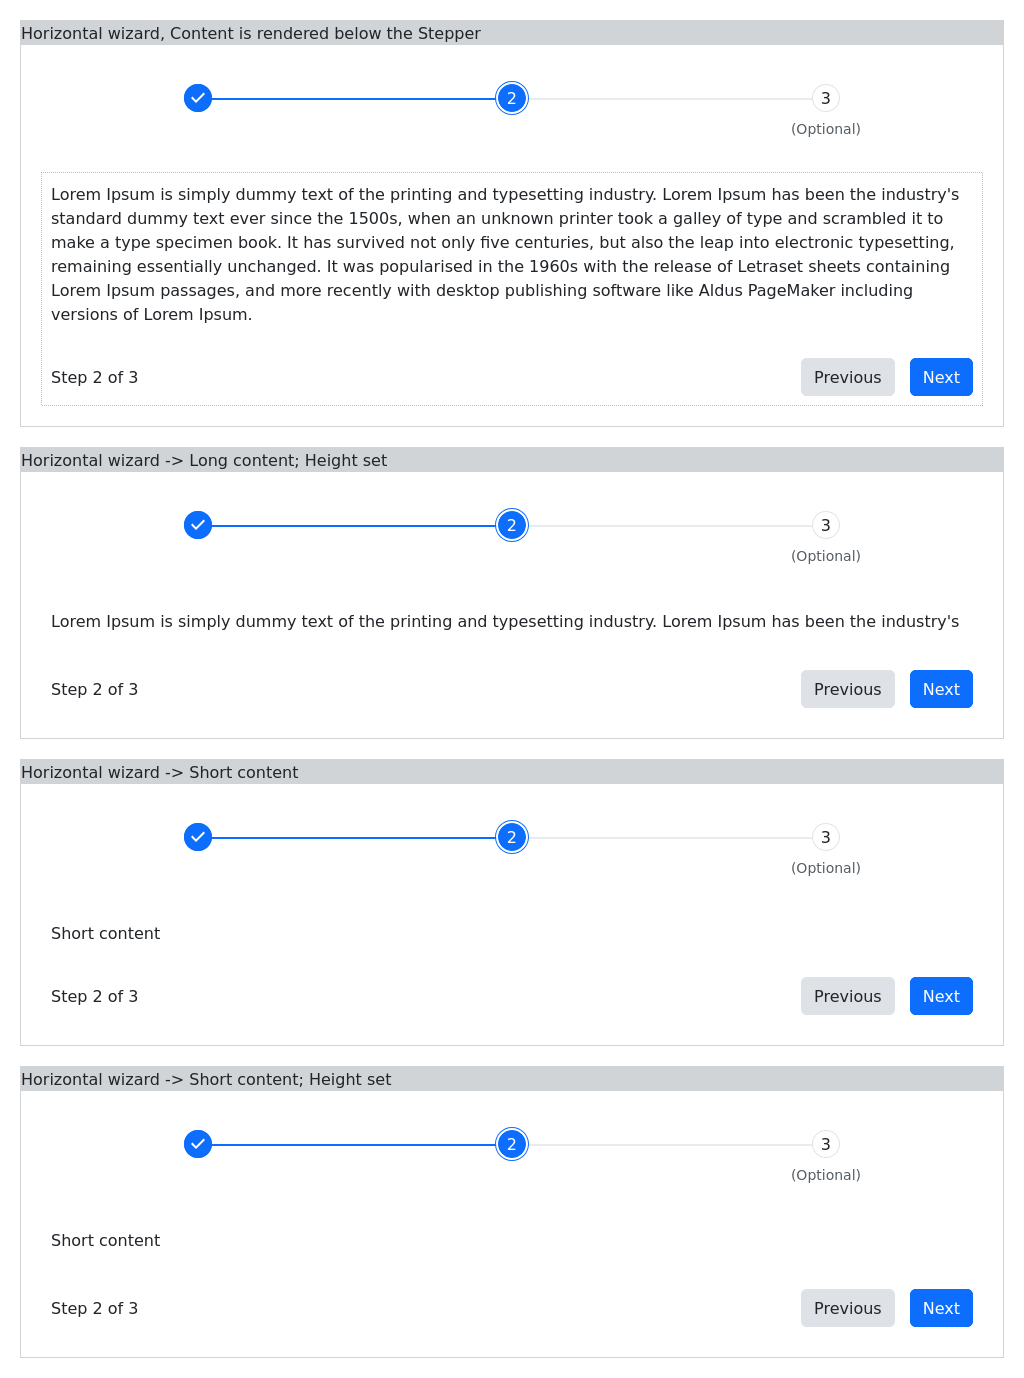 Horizontal wizard, Content is rendered below the Stepper
2
3
(Optional)
Lorem Ipsum is simply dummy text of the printing and typesetting industry. Lorem Ipsum has been the industry's
standard dummy text ever since the 1500s, when an unknown printer took a galley of type and scrambled it to
make a type specimen book. It has survived not only five centuries, but also the leap into electronic typesetting,
remaining essentially unchanged. It was popularised in the 1960s with the release of Letraset sheets containing
Lorem Ipsum passages, and more recently with desktop publishing software like Aldus PageMaker including
versions of Lorem Ipsum.
Step 2 of 3
Previous
Next
Horizontal wizard -> Long content; Height set
2
3
(Optional)
Lorem Ipsum is simply dummy text of the printing and typesetting industry. Lorem Ipsum has been the industry's
Step 2 of 3
Previous
Next
Horizontal wizard -> Short content
2
3
(Optional)
Short content
Step 2 of 3
Previous
Next
Horizontal wizard -> Short content; Height set
2
3
(Optional)
Short content
Step 2 of 3
Previous
Next